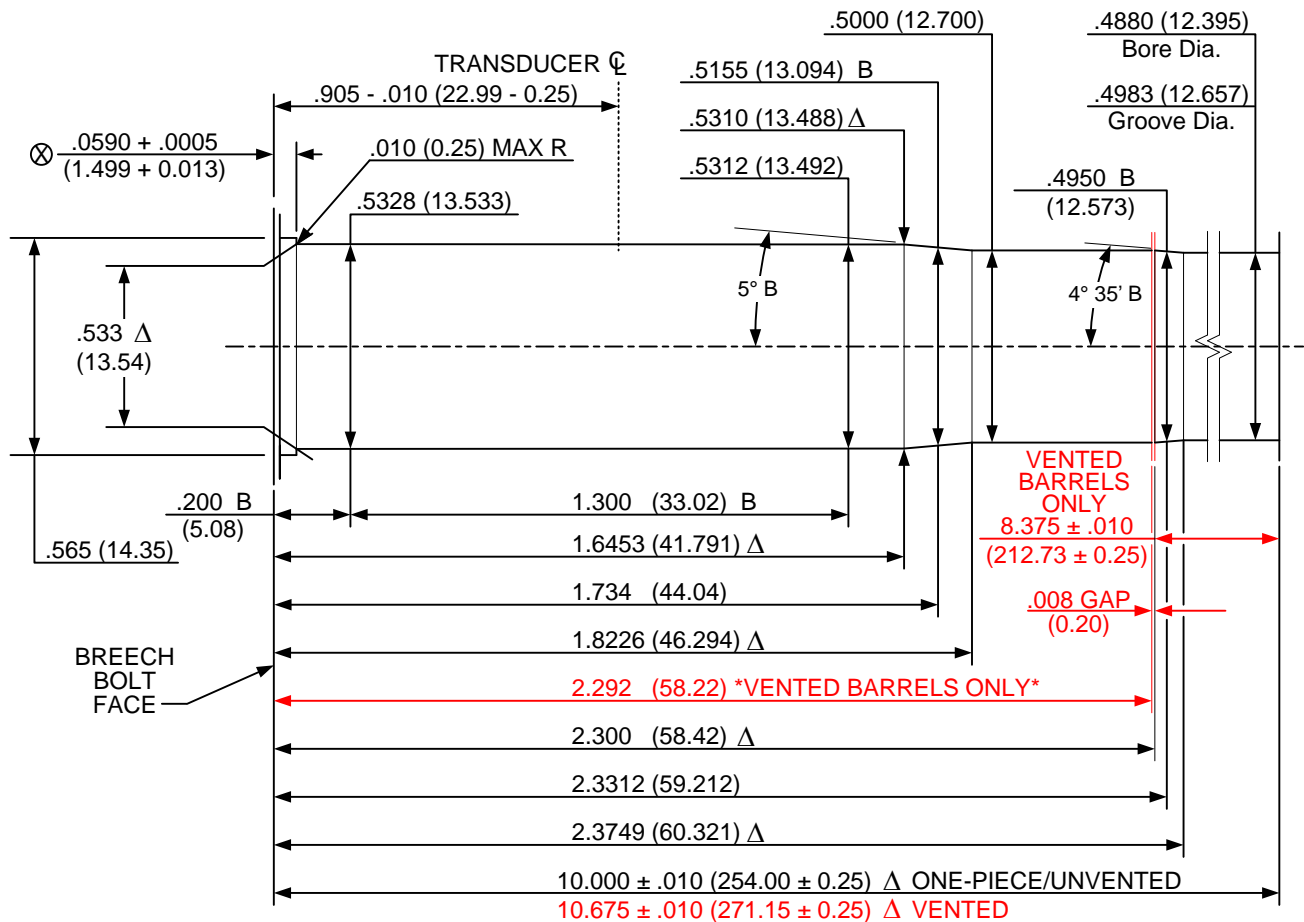 .5000 (12.700)
.4880 (12.395)
Bore Dia.
TRANSDUCER ℄
.5155 (13.094) B
.905 - .010 (22.99 - 0.25)
.4983 (12.657)
Groove Dia.
.5310 (13.488) Δ
⊗ .0590 + .0005
(1.499 + 0.013)
.010 (0.25) MAX R
.5312 (13.492)
.4950 B
(12.573)
.5328 (13.533)
5° B
4° 35' B
.533 Δ
(13.54)
VENTED
BARRELS
ONLY
8.375 ± .010
(212.73 ± 0.25)
.200 B
(5.08)
1.300 (33.02) B
.565 (14.35)
1.6453 (41.791) Δ
1.734 (44.04)
.008 GAP
(0.20)
1.8226 (46.294) Δ
BREECH
BOLT
FACE
2.292 (58.22) *VENTED BARRELS ONLY*
2.300 (58.42) Δ
2.3312 (59.212)
2.3749 (60.321) Δ
10.000 ± .010 (254.00 ± 0.25) Δ ONE-PIECE/UNVENTED
10.675 ± .010 (271.15 ± 0.25) Δ VENTED